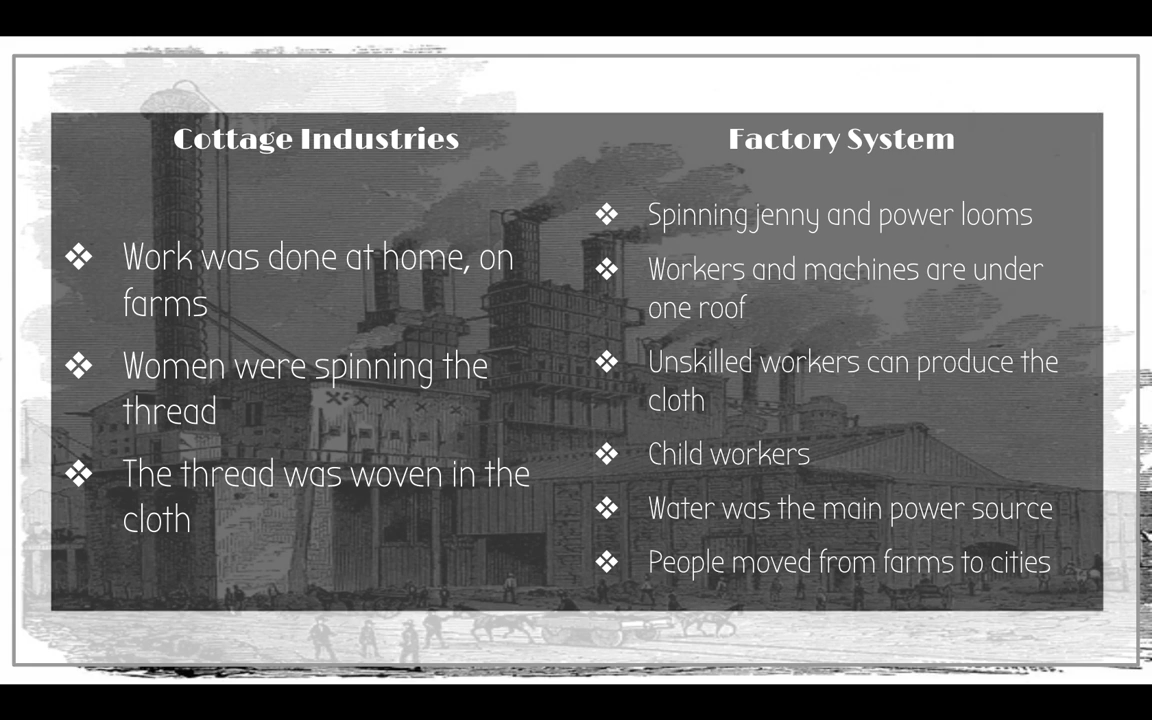 Cottage Industries
❖ Work was done at home, on
farms
❖ Women were spinning the
thread
❖ The thread was woven in the
cloth
Factory System
❖ Spinning jenny and power looms
❖ Workers and machines are under
one roof
❖ Unskilled workers can produce the
cloth
❖ Child workers
❖ Water was the main power source
❖ People moved from farms to cities